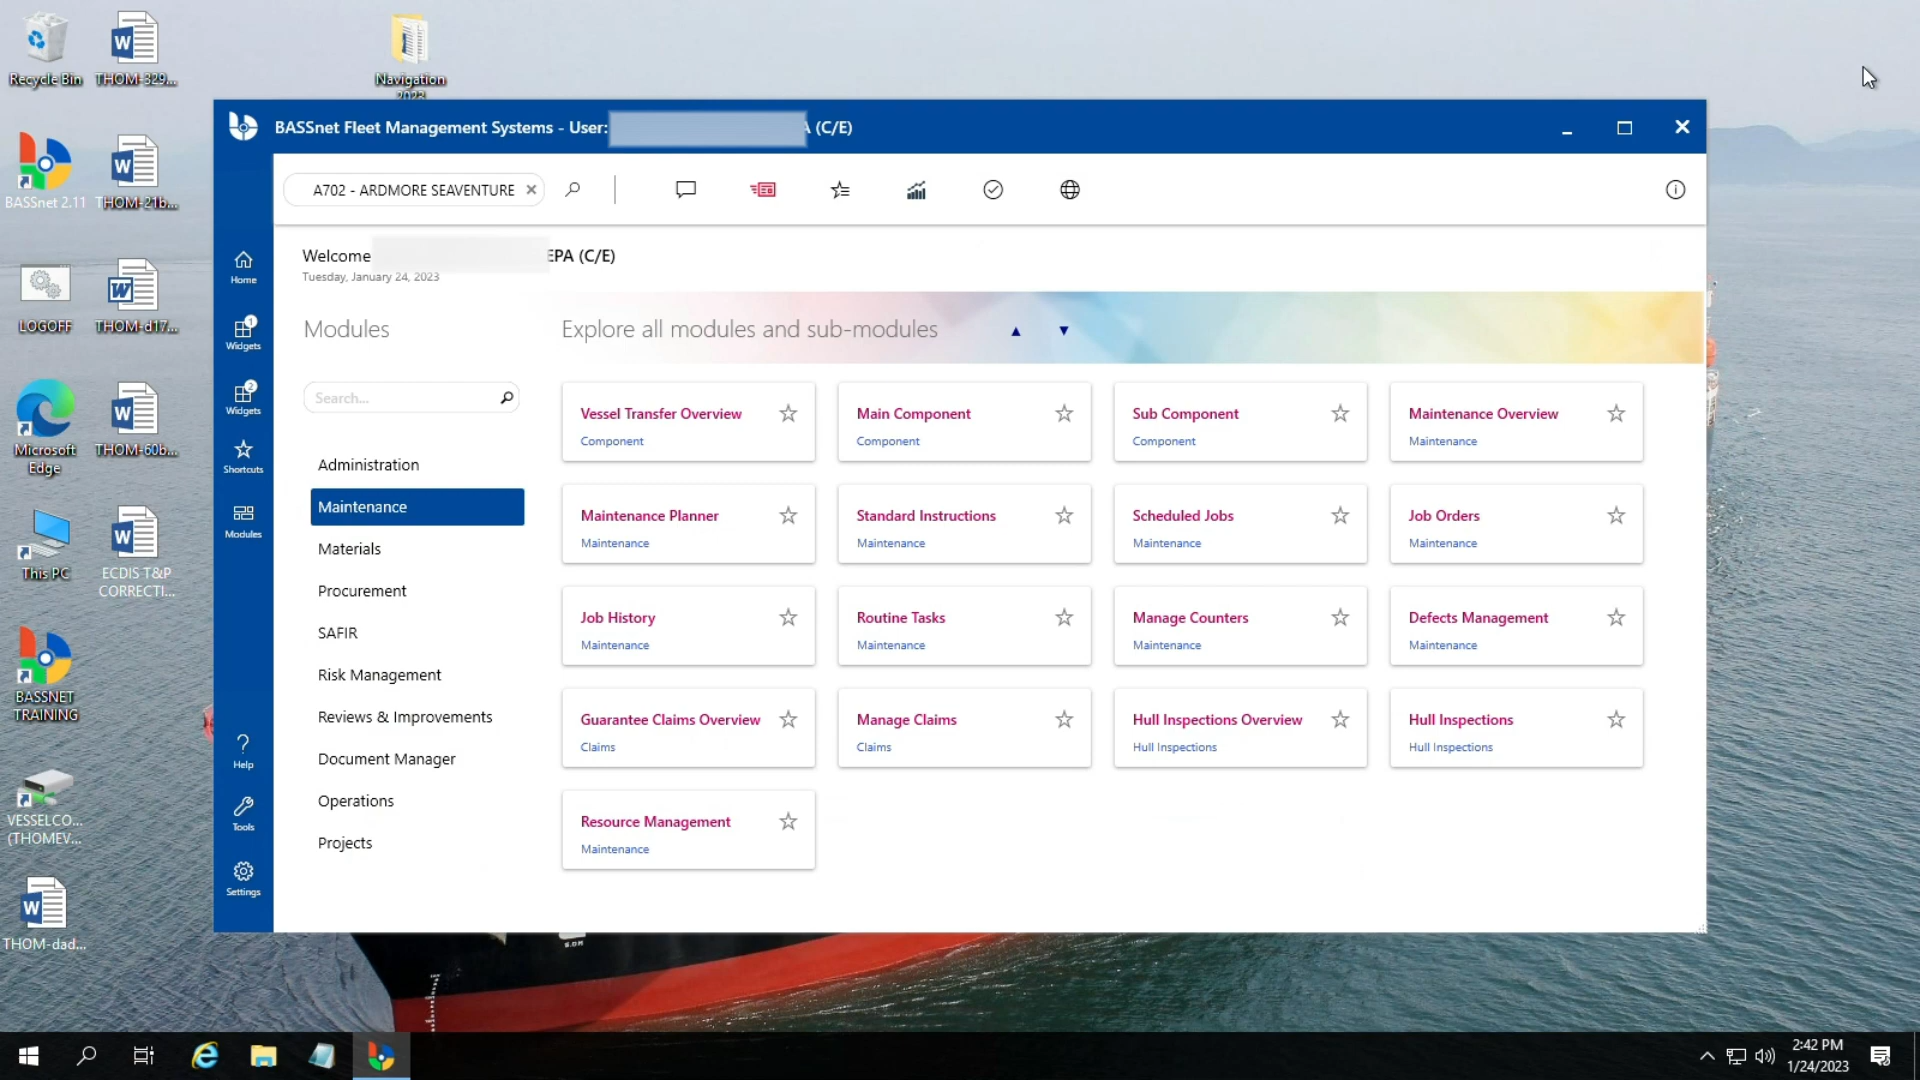 Recycle Bin
THOM-329...
Navigation
2023
BASSnet 2.11
THOM-21b...
LOGOFF
THOM-d17...
Microsoft
Edge
THOM-60b...
This PC
ECDIS T&P
CORRECTI...
BASSNET
TRAINING
VESSELCO...
(THOMEV...
THOM-dad...
BASSnet Fleet Management Systems - User:
(C/E)
A702 - ARDMORE SEAVENTURE
Welcome
EPA (C/E)
Tuesday, January 24, 2023
Home
1
Widgets
2
Widgets
Shortcuts
Modules
Help
Tools
Settings
Modules
Explore all modules and sub-modules
Search...
Administration
Maintenance
Materials
Procurement
SAFIR
Risk Management
Reviews & Improvements
Document Manager
Operations
Projects
Vessel Transfer Overview
Component
Main Component
Component
Sub Component
Component
Maintenance Overview
Maintenance
Maintenance Planner
Maintenance
Standard Instructions
Maintenance
Scheduled Jobs
Maintenance
Job Orders
Maintenance
Job History
Maintenance
Routine Tasks
Maintenance
Manage Counters
Maintenance
Defects Management
Maintenance
Guarantee Claims Overview
Claims
Manage Claims
Claims
Hull Inspections Overview
Hull Inspections
Hull Inspections
Hull Inspections
Resource Management
Maintenance
2:42 PM
1/24/2023